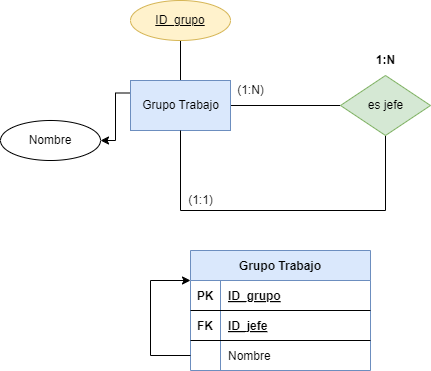 ID_grupo
1:N
Grupo Trabajo
(1:N)
es jefe
Nombre
(1:1)
Grupo Trabajo
PK ID_grupo
FK ID_jefe
Nombre